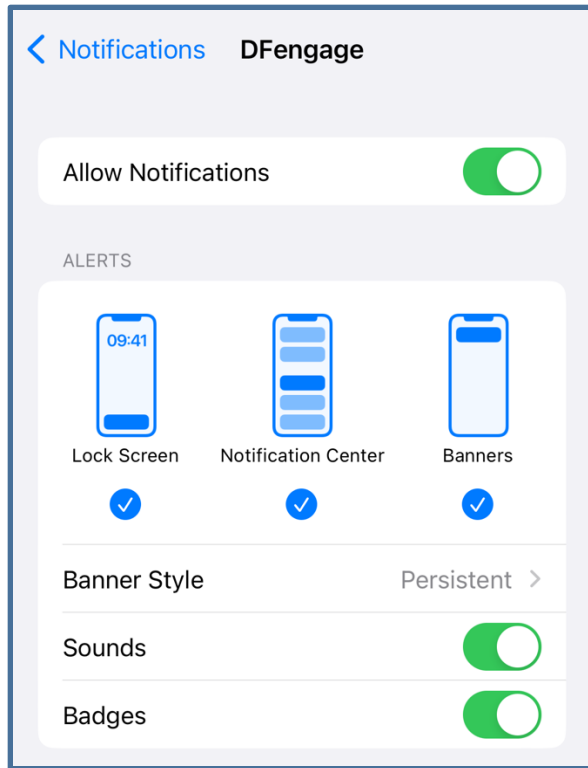 Notifications DFengage
Allow Notifications
ALERTS
09:41
Lock Screen Notification Center Banners
Banner Style Persistent
Sounds
Badges